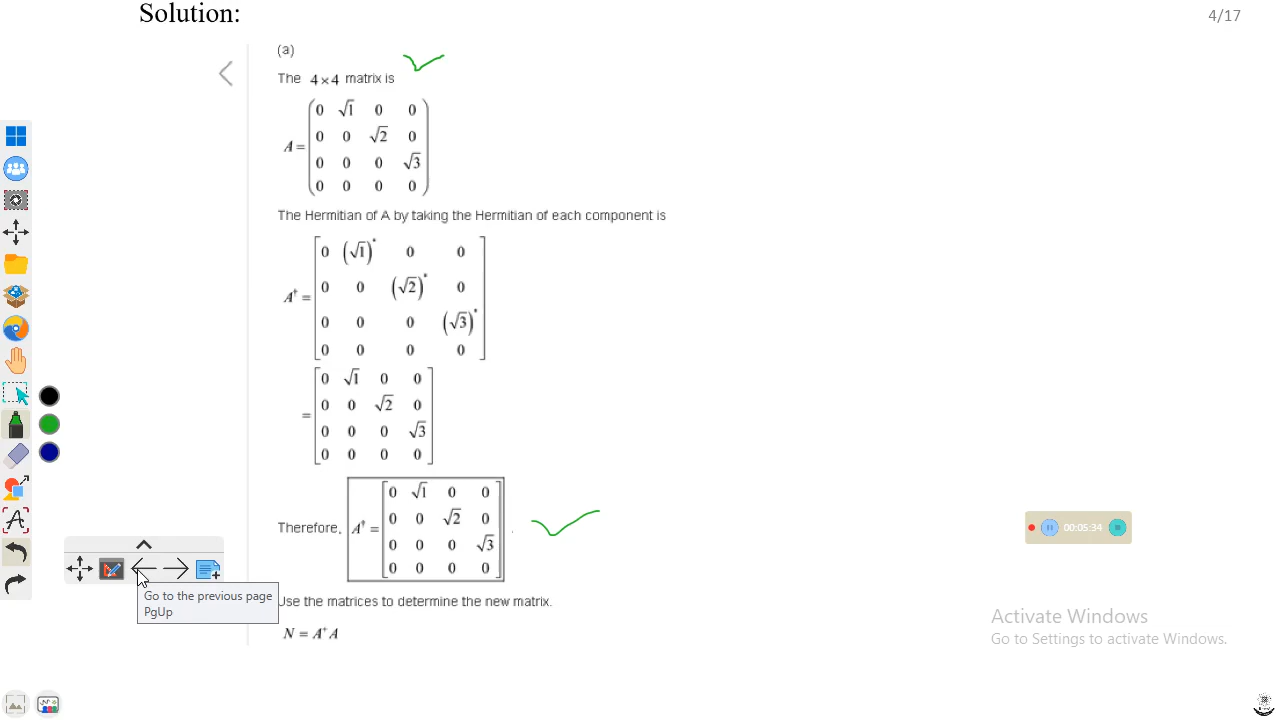 Solution:
4/17
(a)
The 4×4 matrix is
A = 
0 √1 0 0
0 0 √2 0
0 0 0 √3
0 0 0 0
The Hermitian of A by taking the Hermitian of each component is
A† = 
0 (√1)* 0 0
0 0 (√2)* 0
0 0 0 (√3)*
0 0 0 0
=
0 √1 0 0
0 0 √2 0
0 0 0 √3
0 0 0 0
Therefore, A† = 
0 √1 0 0
0 0 √2 0
0 0 0 √3
0 0 0 0
.
Use the matrices to determine the new matrix.
N = A†A
Go to the previous page
PgUp
00:05:34
Activate Windows
Go to Settings to activate Windows.